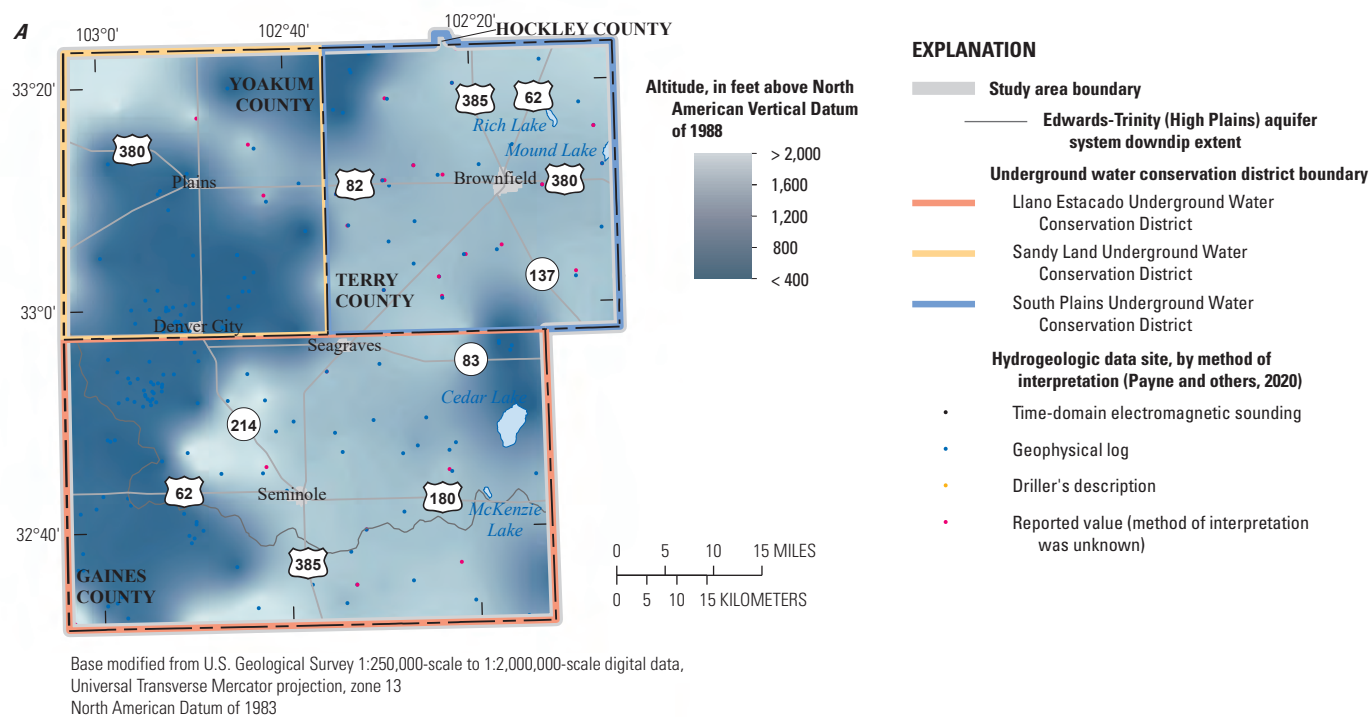 A
103°0'
102°40'
102°20'
HOCKLEY COUNTY
33°20'
33°0'
32°40'
YOAKUM
COUNTY
380
Plains
Denver City
385
62
Rich Lake
Mound Lake
82
Brownfield
380
TERRY
COUNTY
137
Seagraves
83
Cedar Lake
214
62
Seminole
180
McKenzie
Lake
385
GAINES
COUNTY
Altitude, in feet above North
American Vertical Datum
of 1988
> 2,000
1,600
1,200
800
< 400
0 5 10 15 MILES
0 5 10 15 KILOMETERS
EXPLANATION
Study area boundary
Edwards-Trinity (High Plains) aquifer
system downdip extent
Underground water conservation district boundary
Llano Estacado Underground Water
Conservation District
Sandy Land Underground Water
Conservation District
South Plains Underground Water
Conservation District
Hydrogeologic data site, by method of
interpretation (Payne and others, 2020)
Time-domain electromagnetic sounding
Geophysical log
Driller's description
Reported value (method of interpretation
was unknown)
Base modified from U.S. Geological Survey 1:250,000-scale to 1:2,000,000-scale digital data,
Universal Transverse Mercator projection, zone 13
North American Datum of 1983